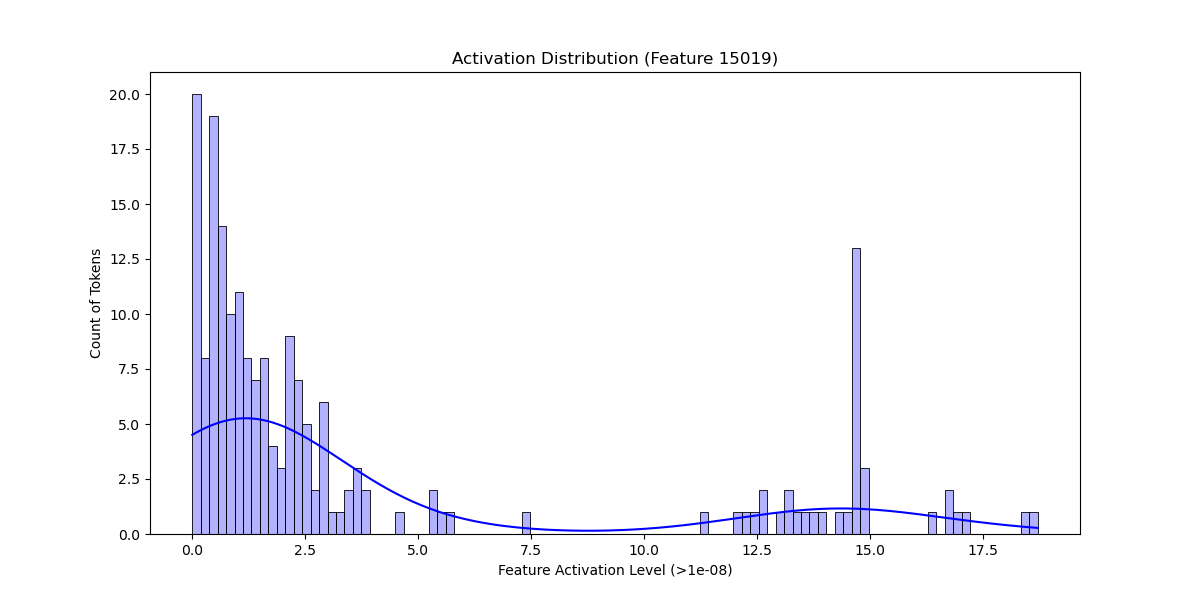 Activation Distribution (Feature 15019)
Count of Tokens
20.0
17.5
15.0
12.5
10.0
7.5
5.0
2.5
0.0
0.0 2.5 5.0 7.5 10.0 12.5 15.0 17.5
Feature Activation Level (>1e-08)